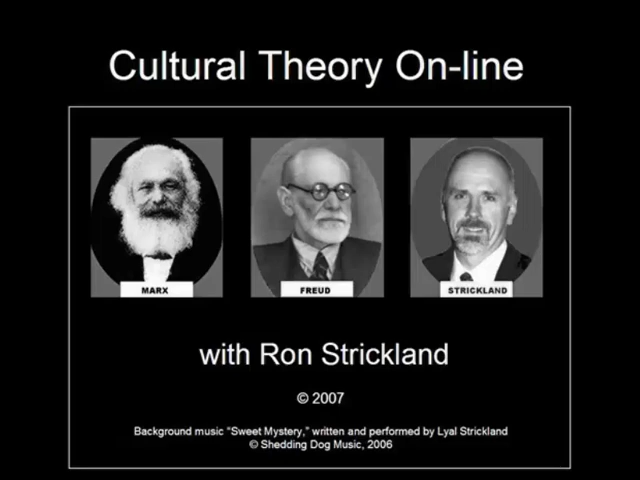 Cultural Theory On-line
MARX
FREUD
STRICKLAND
with Ron Strickland
© 2007
Background music "Sweet Mystery," written and performed by Lyal Strickland
© Shedding Dog Music, 2006